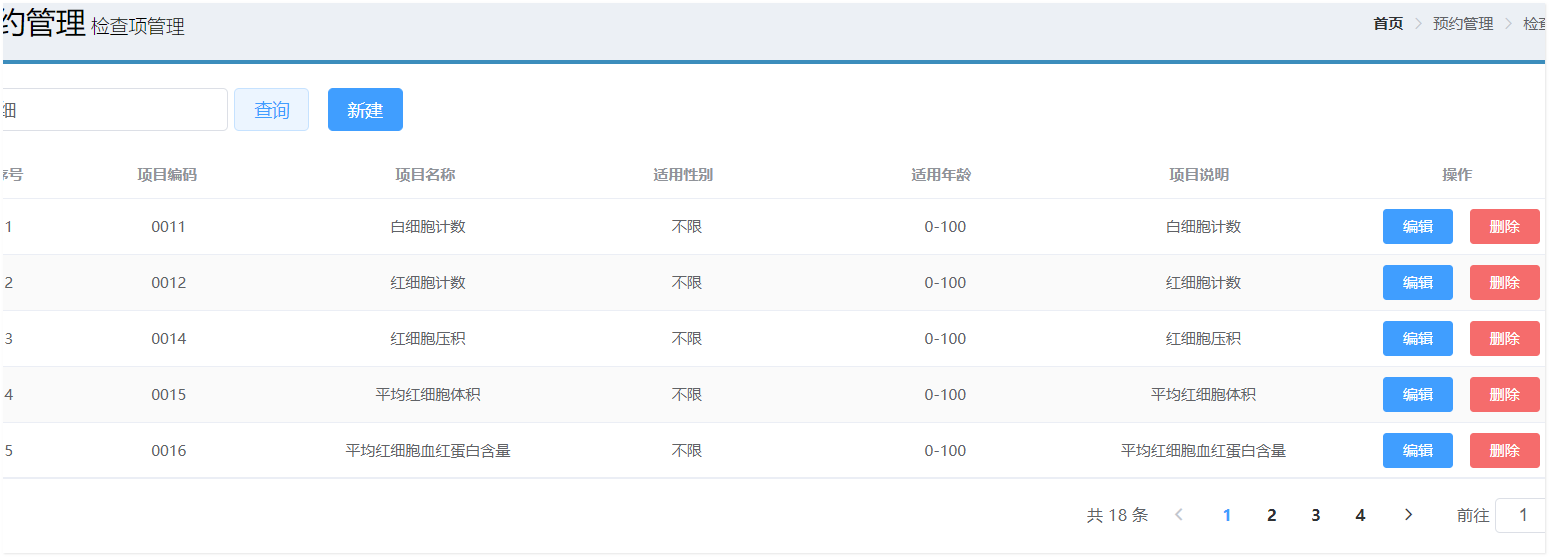 约管理 检查项管理 首页 > 预约管理 > 检查
细 查询 新建
序号 项目编码 项目名称 适用性别 适用年龄 项目说明 操作
1 0011 白细胞计数 不限 0-100 白细胞计数 编辑 删除
2 0012 红细胞计数 不限 0-100 红细胞计数 编辑 删除
3 0014 红细胞压积 不限 0-100 红细胞压积 编辑 删除
4 0015 平均红细胞体积 不限 0-100 平均红细胞体积 编辑 删除
5 0016 平均红细胞血红蛋白含量 不限 0-100 平均红细胞血红蛋白含量 编辑 删除
共 18 条 < 1 2 3 4 > 前往 1